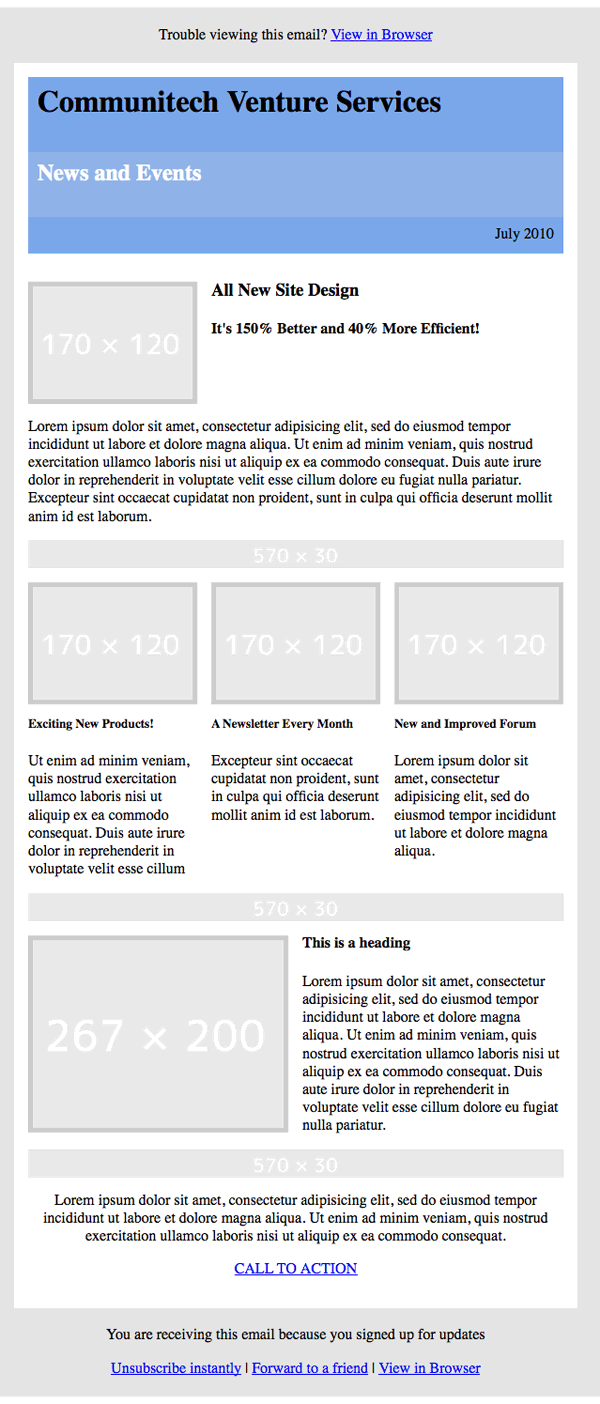 Trouble viewing this email? View in Browser
Communitech Venture Services
News and Events
July 2010
170 × 120
All New Site Design
It's 150% Better and 40% More Efficient!
Lorem ipsum dolor sit amet, consectetur adipisicing elit, sed do eiusmod tempor
incididunt ut labore et dolore magna aliqua. Ut enim ad minim veniam, quis nostrud
exercitation ullamco laboris nisi ut aliquip ex ea commodo consequat. Duis aute irure
dolor in reprehenderit in voluptate velit esse cillum dolore eu fugiat nulla pariatur.
Excepteur sint occaecat cupidatat non proident, sunt in culpa qui officia deserunt mollit
anim id est laborum.
570 × 30
170 × 120
170 × 120
170 × 120
Exciting New Products!
Ut enim ad minim veniam,
quis nostrud exercitation
ullamco laboris nisi ut
aliquip ex ea commodo
consequat. Duis aute irure
dolor in reprehenderit in
voluptate velit esse cillum
A Newsletter Every Month
Excepteur sint occaecat
cupidatat non proident, sunt
in culpa qui officia deserunt
mollit anim id est laborum.
New and Improved Forum
Lorem ipsum dolor sit
amet, consectetur
adipisicing elit, sed do
eiusmod tempor incididunt
ut labore et dolore magna
aliqua.
570 × 30
267 × 200
This is a heading
Lorem ipsum dolor sit amet, consectetur
adipisicing elit, sed do eiusmod tempor
incididunt ut labore et dolore magna
aliqua. Ut enim ad minim veniam, quis
nostrud exercitation ullamco laboris nisi ut
aliquip ex ea commodo consequat. Duis
aute irure dolor in reprehenderit in
voluptate velit esse cillum dolore eu fugiat
nulla pariatur.
570 × 30
Lorem ipsum dolor sit amet, consectetur adipisicing elit, sed do eiusmod tempor
incididunt ut labore et dolore magna aliqua. Ut enim ad minim veniam, quis nostrud
exercitation ullamco laboris nisi ut aliquip ex ea commodo consequat.
CALL TO ACTION
You are receiving this email because you signed up for updates
Unsubscribe instantly | Forward to a friend | View in Browser